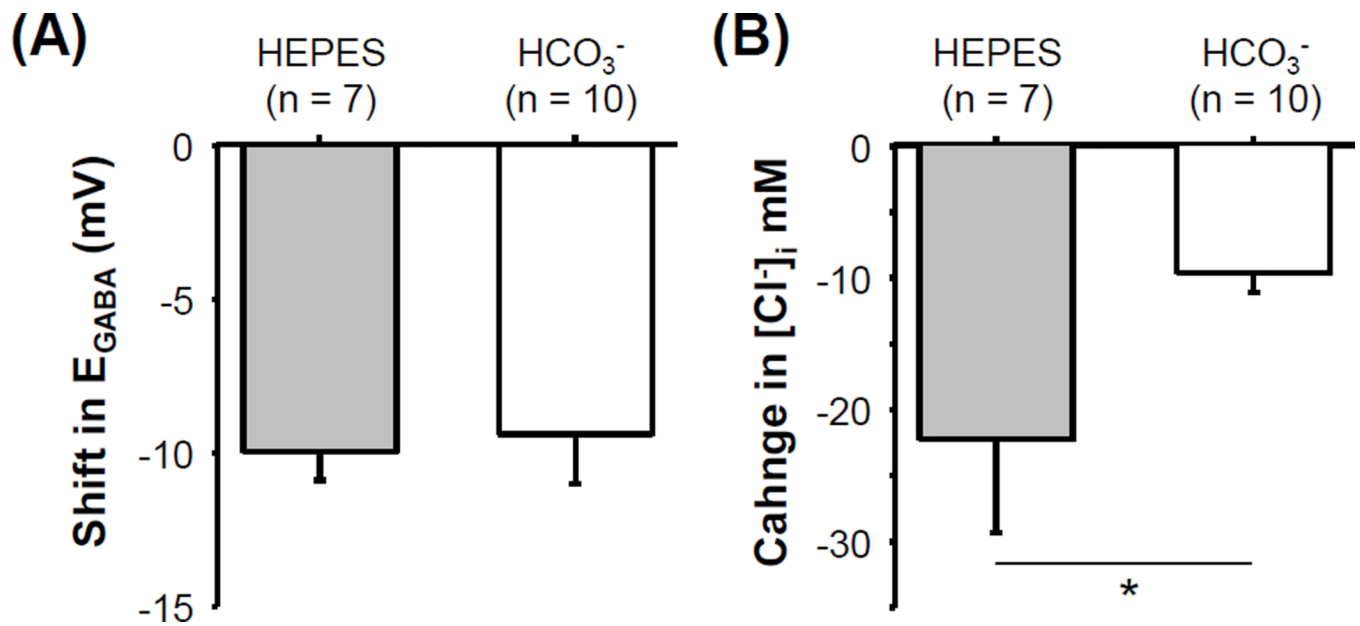 (A)
HEPES
(n = 7)
HCO₃⁻
(n = 10)
Shift in E_GABA (mV)
0
-5
-10
-15
(B)
HEPES
(n = 7)
HCO₃⁻
(n = 10)
Cahnge in [Cl⁻]ᵢ mM
0
-10
-20
-30
*